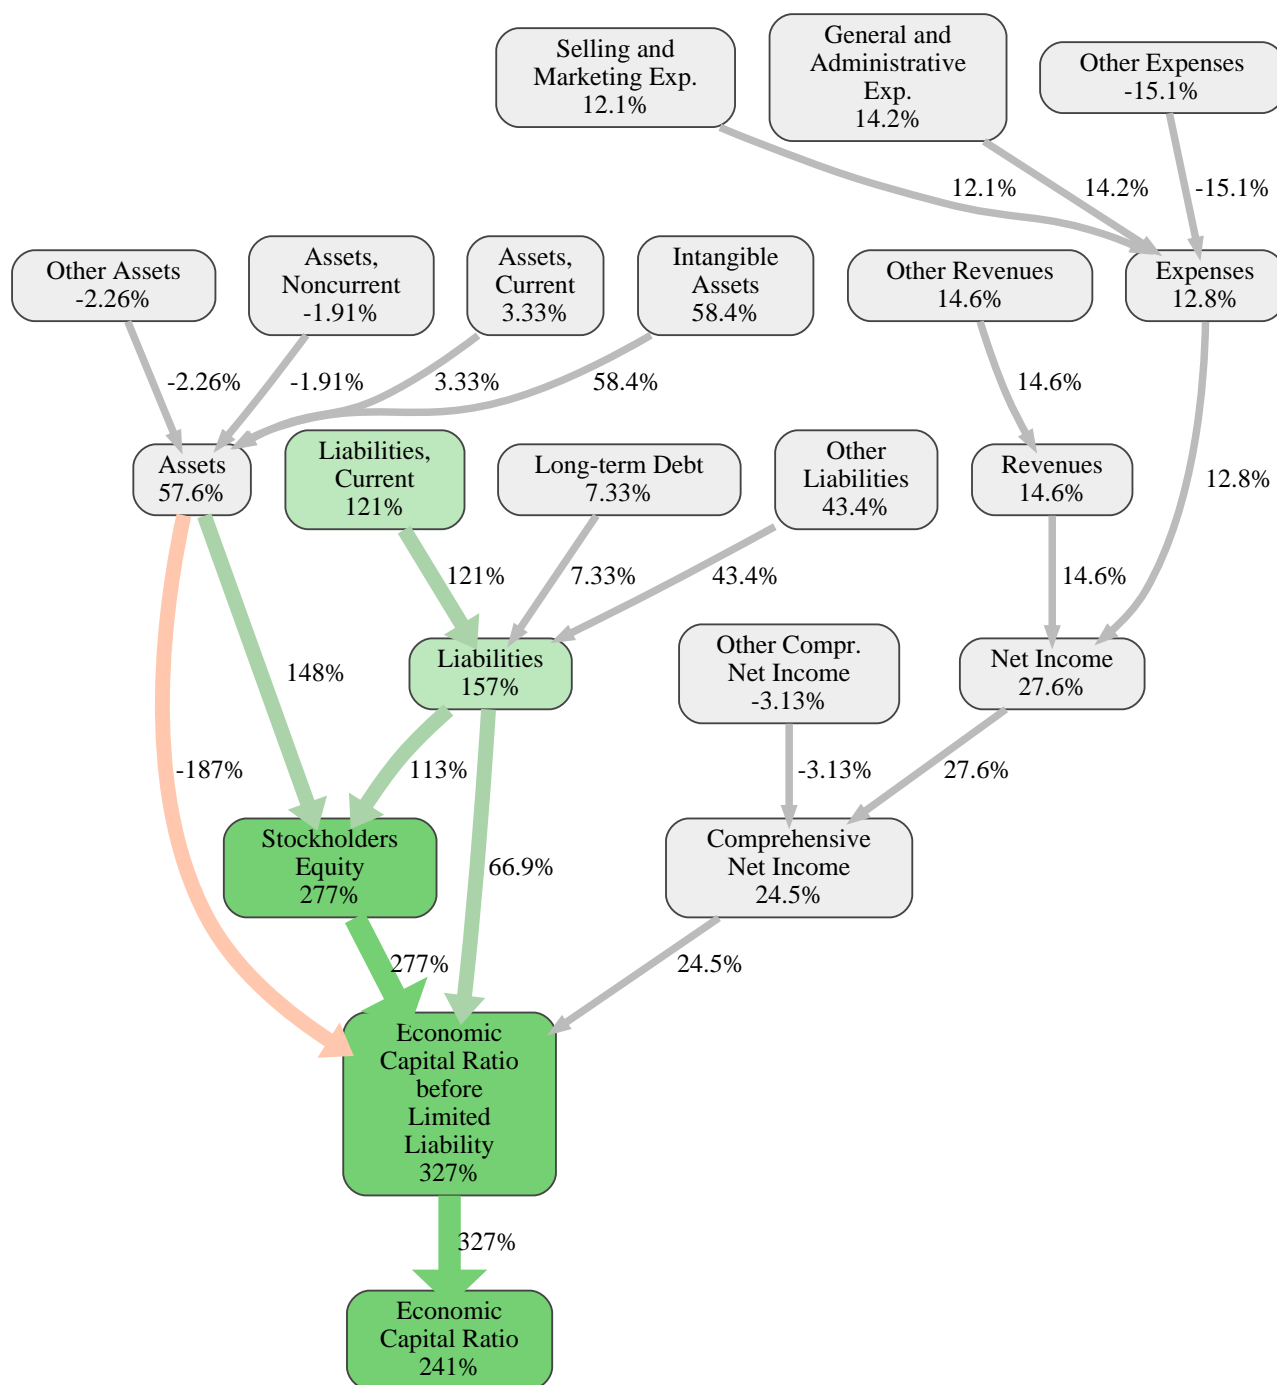 Selling and
Marketing Exp.
12.1%
General and
Administrative
Exp.
14.2%
Other Expenses
-15.1%
12.1%
14.2%
-15.1%
Other Assets
-2.26%
Assets,
Noncurrent
-1.91%
Assets,
Current
3.33%
Intangible
Assets
58.4%
Other Revenues
14.6%
Expenses
12.8%
-2.26%
-1.91%
3.33%
58.4%
14.6%
12.8%
Assets
57.6%
Liabilities,
Current
121%
Long-term Debt
7.33%
Other
Liabilities
43.4%
Revenues
14.6%
121%
7.33%
43.4%
14.6%
148%
Liabilities
157%
Other Compr.
Net Income
-3.13%
Net Income
27.6%
-187%
113%
-3.13%
27.6%
Stockholders
Equity
277%
66.9%
Comprehensive
Net Income
24.5%
277%
24.5%
Economic
Capital Ratio
before
Limited
Liability
327%
327%
Economic
Capital Ratio
241%